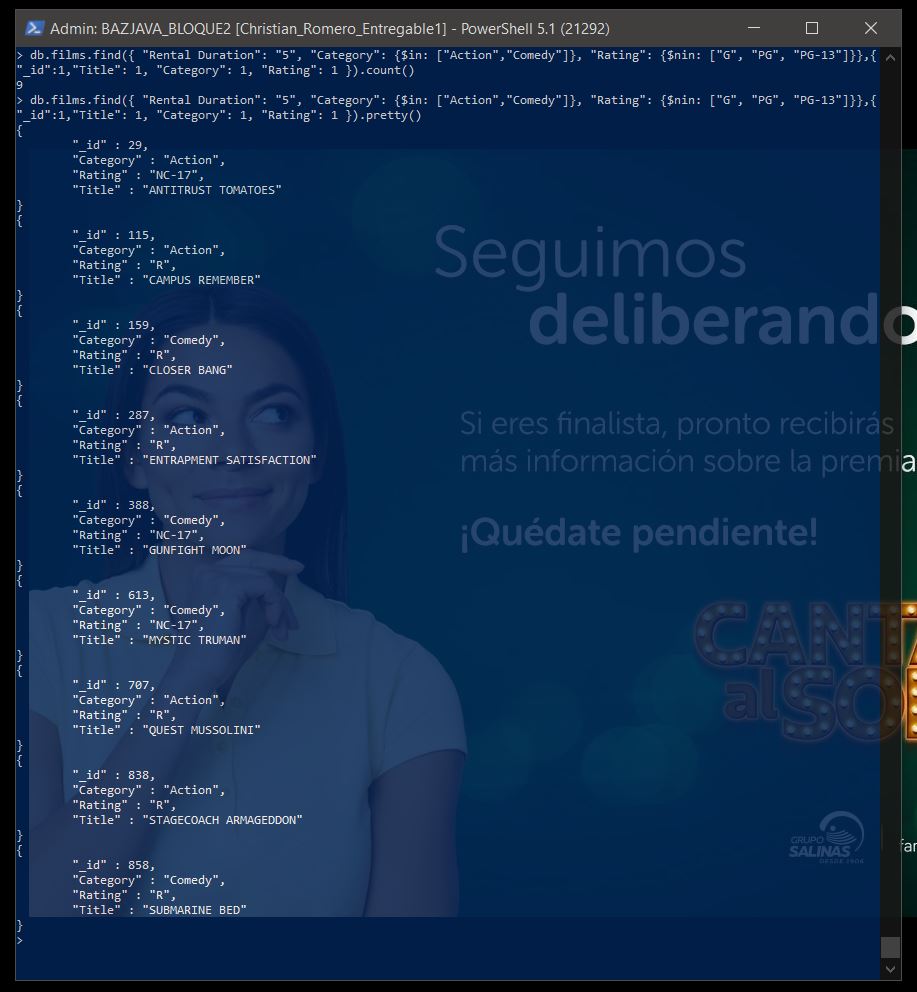 Admin: BAZJAVA_BLOQUE2 [Christian_Romero_Entregable1] - PowerShell 5.1 (21292)
> db.films.find({ "Rental Duration": "5", "Category": {$in: ["Action","Comedy"]}, "Rating": {$nin: ["G", "PG", "PG-13"]}},{
"_id":1,"Title": 1, "Category": 1, "Rating": 1 }).count()
9
> db.films.find({ "Rental Duration": "5", "Category": {$in: ["Action","Comedy"]}, "Rating": {$nin: ["G", "PG", "PG-13"]}},{
"_id":1,"Title": 1, "Category": 1, "Rating": 1 }).pretty()
{
"_id" : 29,
"Category" : "Action",
"Rating" : "NC-17",
"Title" : "ANTITRUST TOMATOES"
}
{
"_id" : 115,
"Category" : "Action",
"Rating" : "R",
"Title" : "CAMPUS REMEMBER"
}
{
"_id" : 159,
"Category" : "Comedy",
"Rating" : "R",
"Title" : "CLOSER BANG"
}
{
"_id" : 287,
"Category" : "Action",
"Rating" : "R",
"Title" : "ENTRAPMENT SATISFACTION"
}
{
"_id" : 388,
"Category" : "Comedy",
"Rating" : "NC-17",
"Title" : "GUNFIGHT MOON"
}
{
"_id" : 613,
"Category" : "Comedy",
"Rating" : "NC-17",
"Title" : "MYSTIC TRUMAN"
}
{
"_id" : 707,
"Category" : "Action",
"Rating" : "R",
"Title" : "QUEST MUSSOLINI"
}
{
"_id" : 838,
"Category" : "Action",
"Rating" : "R",
"Title" : "STAGECOACH ARMAGEDDON"
}
{
"_id" : 858,
"Category" : "Comedy",
"Rating" : "R",
"Title" : "SUBMARINE BED"
}
>
Seguimos
deliberando
Si eres finalista, pronto recibirás
más información sobre la premia
¡Quédate pendiente!
CANTA
al SO
GRUPO
SALINAS
DESDE 1906
far